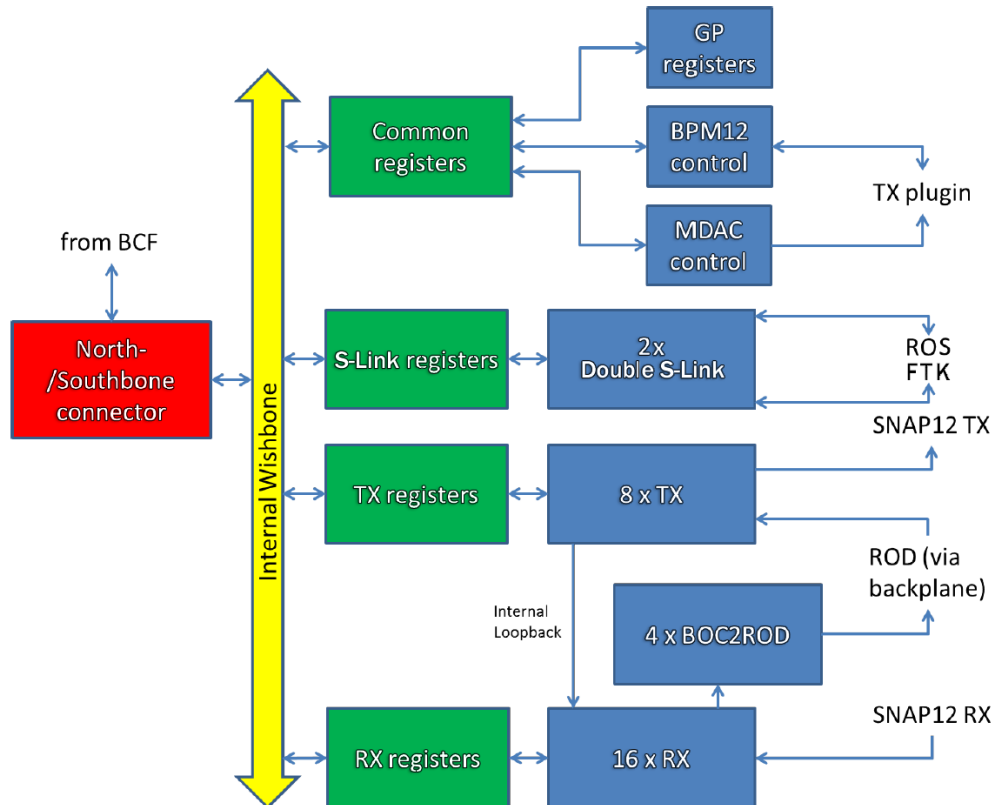 GP
registers
Common
registers
BPM12
control
TX plugin
MDAC
control
from BCF
North-
/Southbone
connector
Internal Wishbone
S-Link registers
2x
Double S-Link
ROS
FTK
SNAP12 TX
TX registers
8 x TX
ROD (via
backplane)
Internal
Loopback
4 x BOC2ROD
SNAP12 RX
RX registers
16 x RX